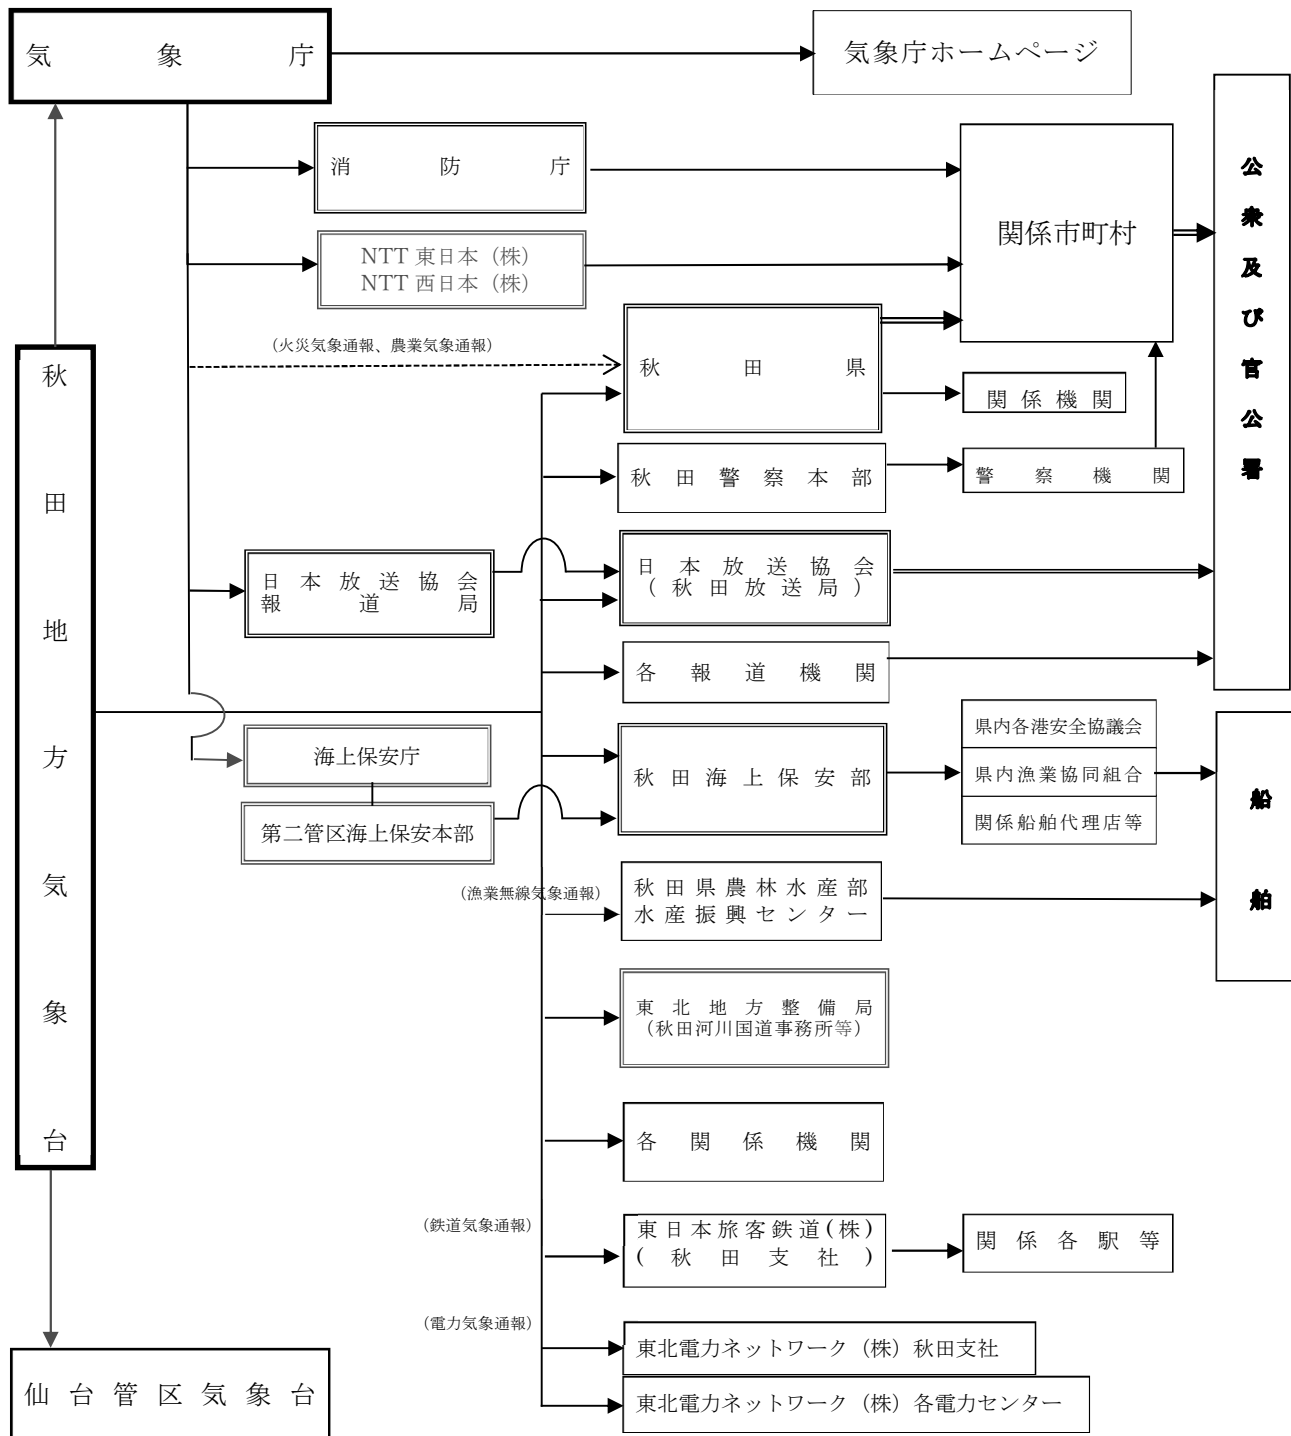 気象庁
気象庁ホームページ
消防庁
NTT 東日本（株）
NTT 西日本（株）
関係市町村
公衆及び官公署
（火災気象通報、農業気象通報）
秋田県
関係機関
秋田警察本部
警察機関
秋田地方気象台
日本放送協会
報道局
日本放送協会
（秋田放送局）
各報道機関
海上保安庁
第二管区海上保安本部
秋田海上保安部
県内各港安全協議会
県内漁業協同組合
関係船舶代理店等
船舶
（漁業無線気象通報）
秋田県農林水産部
水産振興センター
東北地方整備局
（秋田河川国道事務所等）
各関係機関
（鉄道気象通報）
東日本旅客鉄道(株)
(秋田支社)
関係各駅等
（電力気象通報）
東北電力ネットワーク（株）秋田支社
東北電力ネットワーク（株）各電力センター
仙台管区気象台